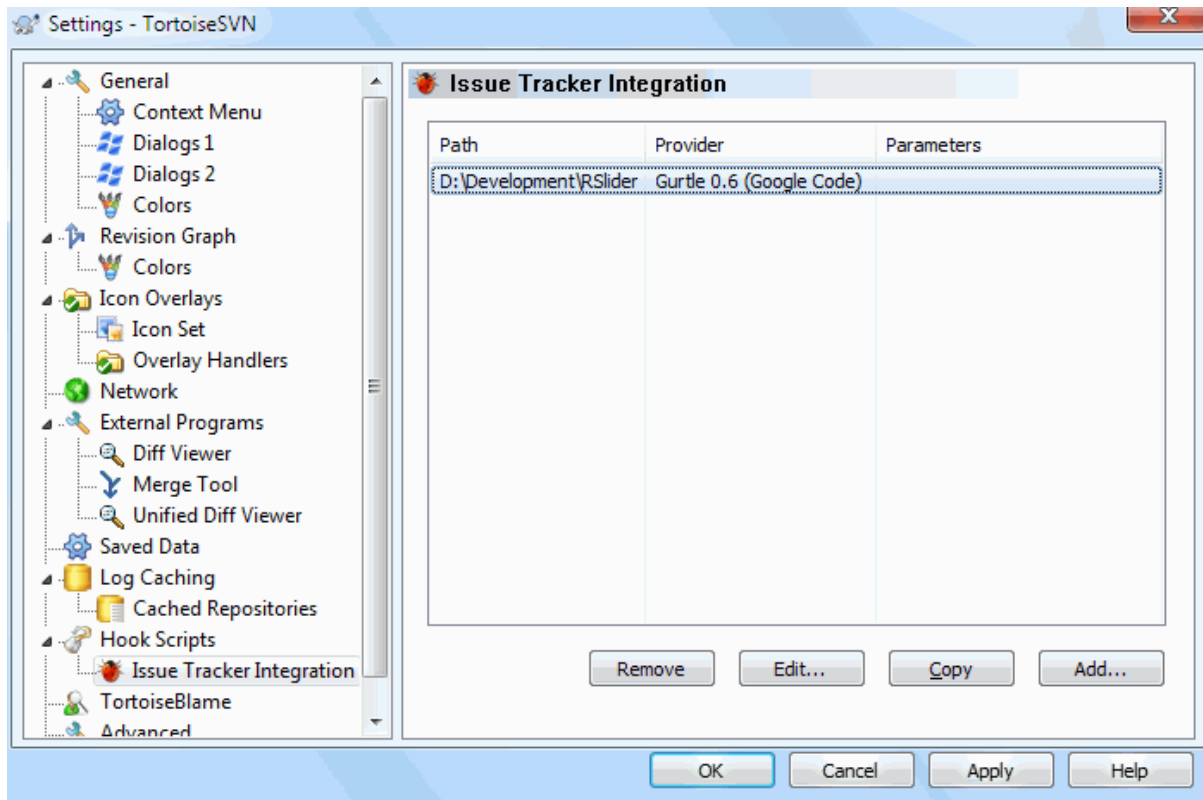 Settings - TortoiseSVN
General
Context Menu
Dialogs 1
Dialogs 2
Colors
Revision Graph
Colors
Icon Overlays
Icon Set
Overlay Handlers
Network
External Programs
Diff Viewer
Merge Tool
Unified Diff Viewer
Saved Data
Log Caching
Cached Repositories
Hook Scripts
Issue Tracker Integration
TortoiseBlame
Advanced
Issue Tracker Integration
Path Provider Parameters
D:\Development\RSlider Gurtle 0.6 (Google Code)
Remove Edit... Copy Add...
OK Cancel Apply Help